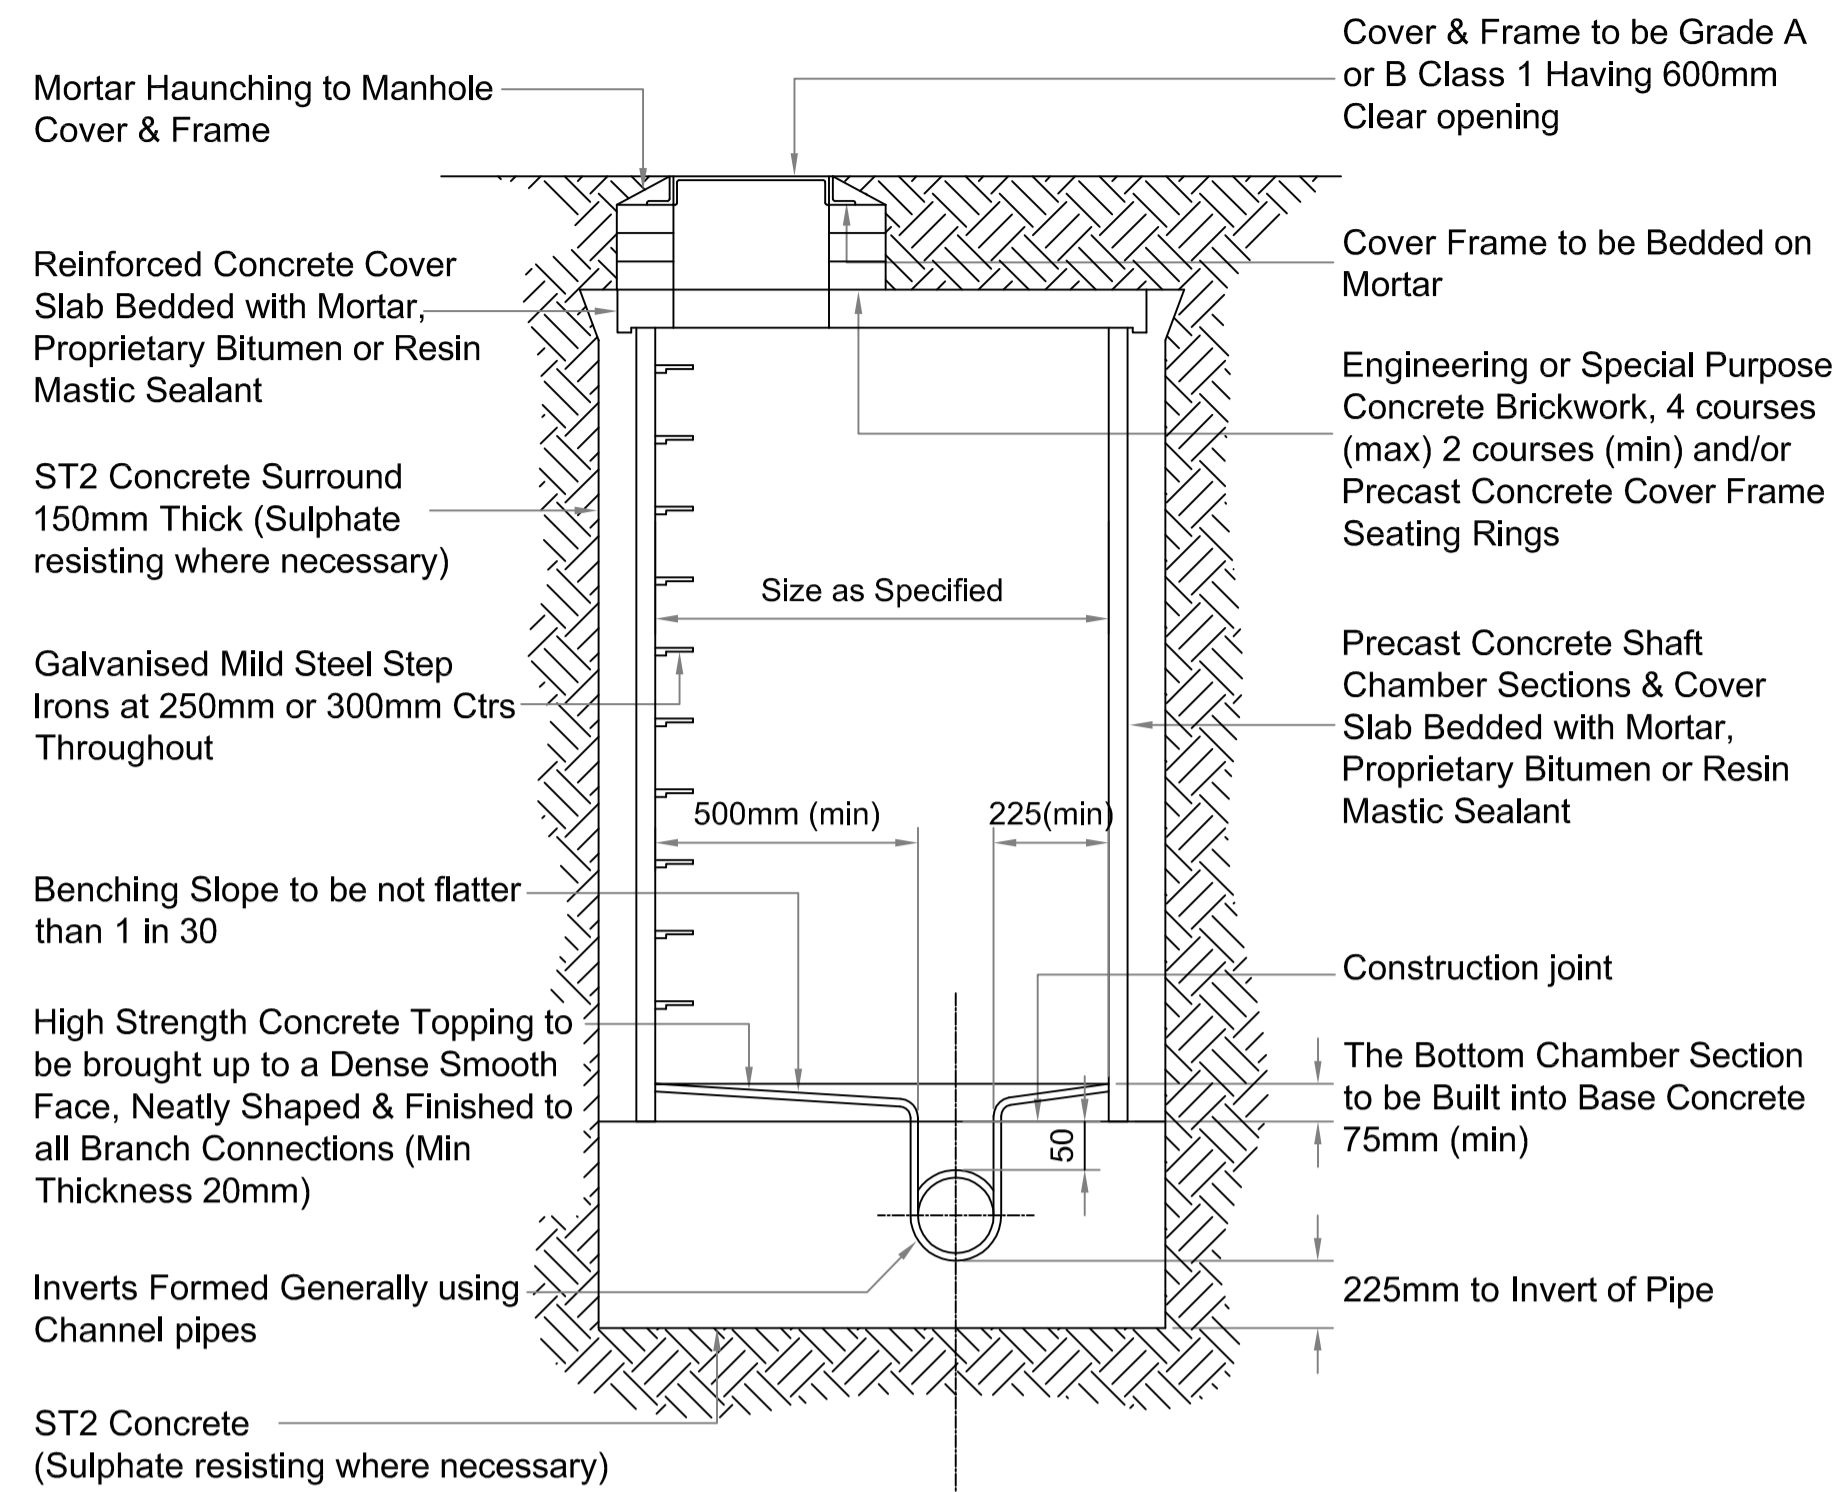 Mortar Haunching to Manhole
Cover & Frame
Reinforced Concrete Cover
Slab Bedded with Mortar,
Proprietary Bitumen or Resin
Mastic Sealant
ST2 Concrete Surround
150mm Thick (Sulphate
resisting where necessary)
Galvanised Mild Steel Step
Irons at 250mm or 300mm Ctrs
Throughout
Benching Slope to be not flatter
than 1 in 30
High Strength Concrete Topping to
be brought up to a Dense Smooth
Face, Neatly Shaped & Finished to
all Branch Connections (Min
Thickness 20mm)
Inverts Formed Generally using
Channel pipes
ST2 Concrete
(Sulphate resisting where necessary)
Size as Specified
500mm (min)
225(min)
50
Cover & Frame to be Grade A
or B Class 1 Having 600mm
Clear opening
Cover Frame to be Bedded on
Mortar
Engineering or Special Purpose
Concrete Brickwork, 4 courses
(max) 2 courses (min) and/or
Precast Concrete Cover Frame
Seating Rings
Precast Concrete Shaft
Chamber Sections & Cover
Slab Bedded with Mortar,
Proprietary Bitumen or Resin
Mastic Sealant
Construction joint
The Bottom Chamber Section
to be Built into Base Concrete
75mm (min)
225mm to Invert of Pipe